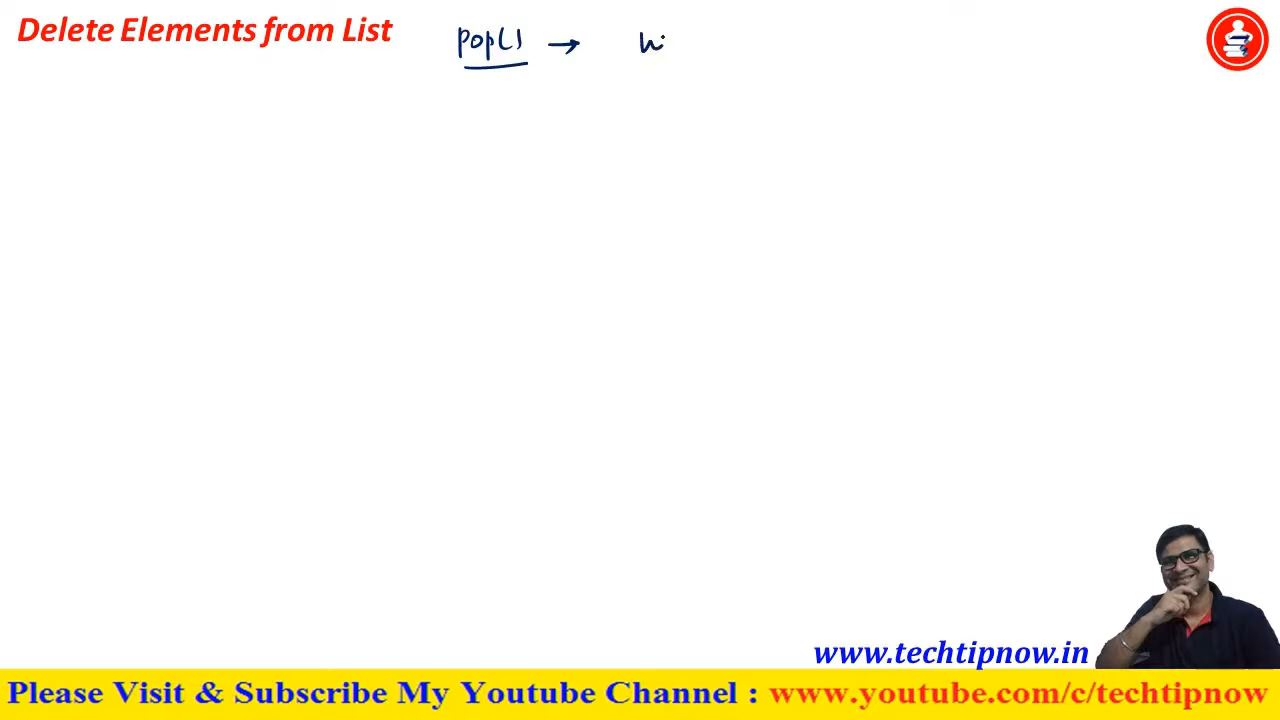 Delete Elements from List pop() →
www.techtipnow.in
Please Visit & Subscribe My Youtube Channel : www.youtube.com/c/techtipnow